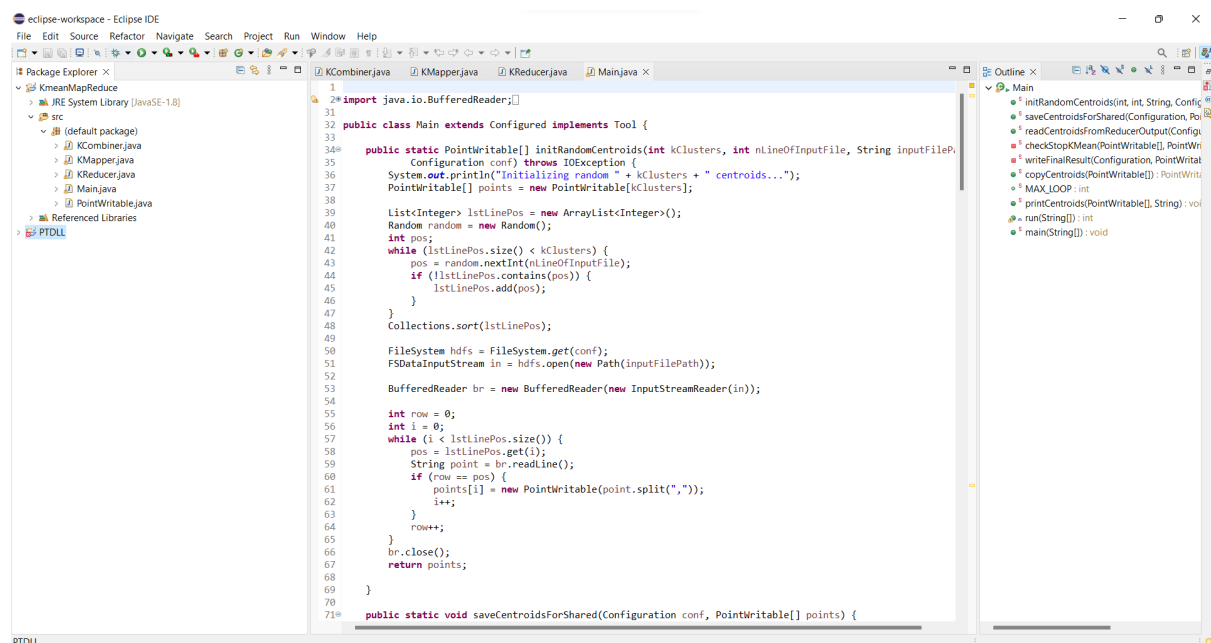 eclipse-workspace - Eclipse IDE
File Edit Source Refactor Navigate Search Project Run Window Help
Package Explorer
KmeanMapReduce
JRE System Library [JavaSE-1.8]
src
(default package)
KCombiner.java
KMapper.java
KReducer.java
Main.java
PointWritable.java
Referenced Libraries
PTDLL
KCombiner.java KMapper.java KReducer.java Main.java
1
2 import java.io.BufferedReader;
31
32 public class Main extends Configured implements Tool {
33
34 public static PointWritable[] initRandomCentroids(int kClusters, int nLineOfInputFile, String inputFilePa
35 Configuration conf) throws IOException {
36 System.out.println("Initializing random " + kClusters + " centroids...");
37 PointWritable[] points = new PointWritable[kClusters];
38
39 List<Integer> lstLinePos = new ArrayList<Integer>();
40 Random random = new Random();
41 int pos;
42 while (lstLinePos.size() < kClusters) {
43 pos = random.nextInt(nLineOfInputFile);
44 if (!lstLinePos.contains(pos)) {
45 lstLinePos.add(pos);
46 }
47 }
48 Collections.sort(lstLinePos);
49
50 FileSystem hdfs = FileSystem.get(conf);
51 FSDataInputStream in = hdfs.open(new Path(inputFilePath));
52
53 BufferedReader br = new BufferedReader(new InputStreamReader(in));
54
55 int row = 0;
56 int i = 0;
57 while (i < lstLinePos.size()) {
58 pos = lstLinePos.get(i);
59 String point = br.readLine();
60 if (row == pos) {
61 points[i] = new PointWritable(point.split(","));
62 i++;
63 }
64 row++;
65 }
66 br.close();
67 return points;
68
69 }
70
71 public static void saveCentroidsForShared(Configuration conf, PointWritable[] points) {
Outline
Main
initRandomCentroids(int, int, String, Config
saveCentroidsForShared(Configuration, Poi
readCentroidsFromReducerOutput(Configu
checkStopKMean(PointWritable[], PointWri
writeFinalResult(Configuration, PointWritab
copyCentroids(PointWritable[]) : PointWrita
MAX_LOOP : int
printCentroids(PointWritable[], String) : voi
run(String[]) : int
main(String[]) : void
PTDLL